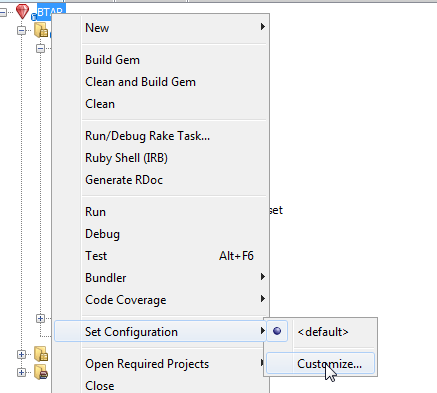 BTAP
New
Build Gem
Clean and Build Gem
Clean
Run/Debug Rake Task...
Ruby Shell (IRB)
Generate RDoc
Run
set
Debug
Test Alt+F6
Bundler
Code Coverage
Set Configuration
<default>
Open Required Projects
Customize...
Close